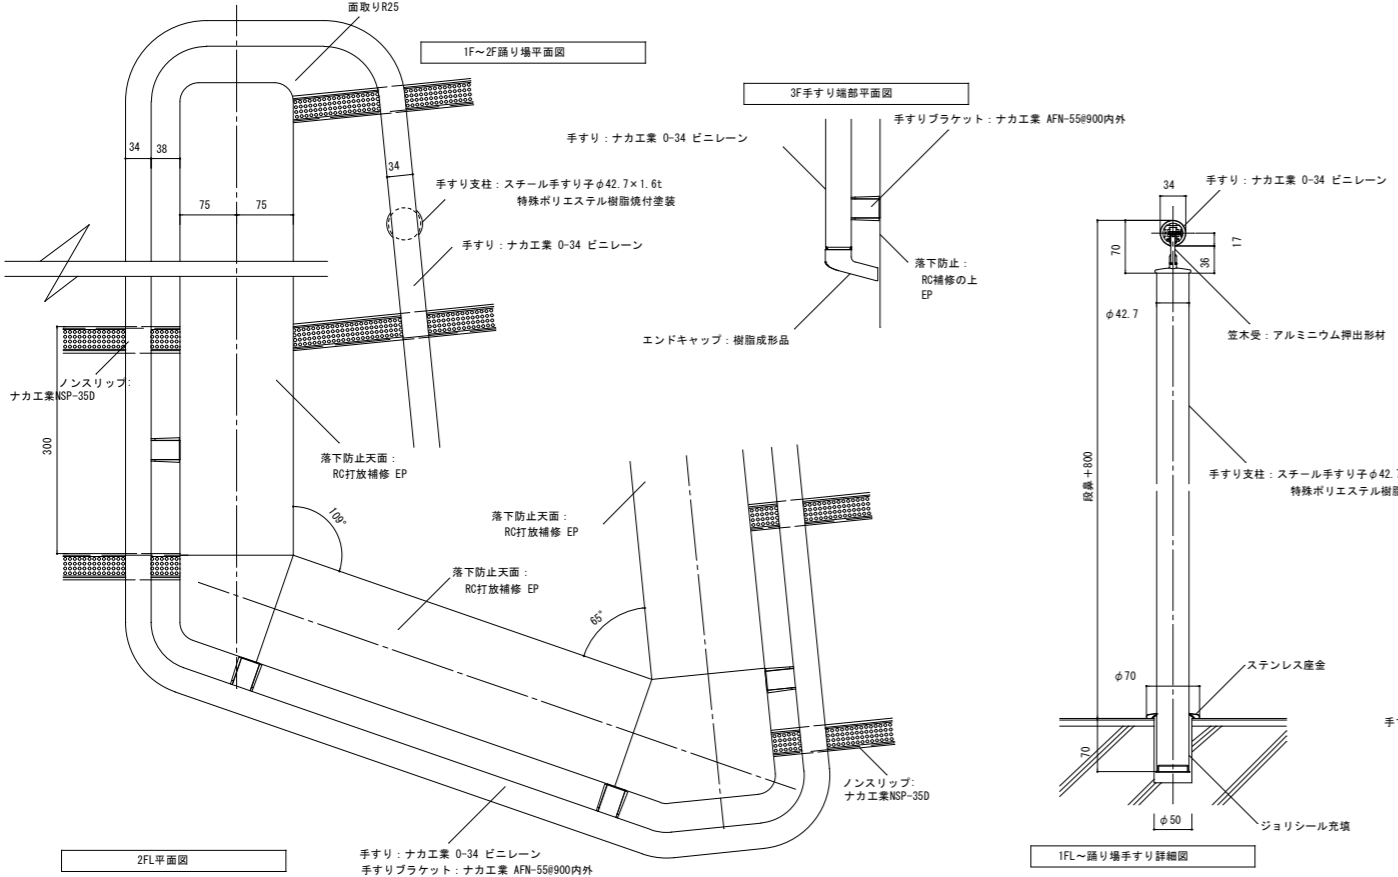 面取りR25
1F～2F踊り場平面図
34
38
75
75
34
手すり支柱：スチール手すり子φ42.7×1.6t
特殊ポリエステル樹脂焼付塗装
手すり：ナカ工業 O-34 ビニレーン
ノンスリップ：
ナカ工業NSP-35D
300
落下防止天面：
RC打放補修 EP
109°
落下防止天面：
RC打放補修 EP
落下防止天面：
RC打放補修 EP
65°
ノンスリップ：
ナカ工業NSP-35D
2FL平面図
手すり：ナカ工業 O-34 ビニレーン
手すりブラケット：ナカ工業 AFN-55@900内外
3F手すり端部平面図
手すりブラケット：ナカ工業 AFN-55@900内外
手すり：ナカ工業 O-34 ビニレーン
落下防止：
RC補修の上
EP
エンドキャップ：樹脂成形品
34
手すり：ナカ工業 O-34 ビニレーン
70
17
36
φ42.7
笠木受：アルミニウム押出形材
段鼻＋800
手すり支柱：スチール手すり子φ42.7
特殊ポリエステル樹脂
φ70
ステンレス座金
70
φ50
ジョリシール充填
1FL～踊り場手すり詳細図